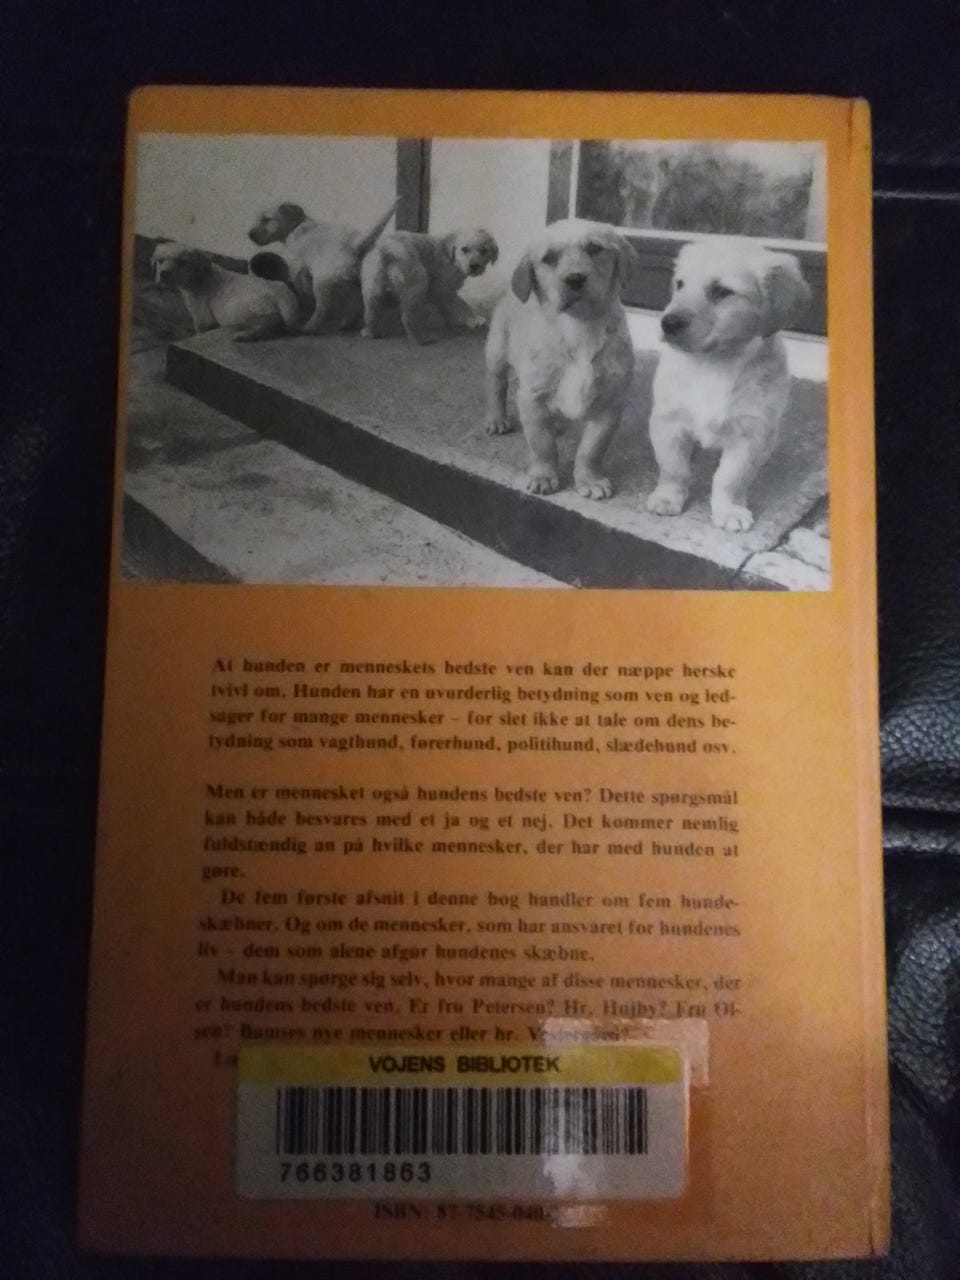 At hunden er menneskets bedste ven kan der næppe herske
tvivl om. Hunden har en uvurderlig betydning som ven og led-
sager for mange mennesker – for slet ikke at tale om dens be-
tydning som vagthund, førerhund, politihund, slædehund osv.
Men er mennesket også hundens bedste ven? Dette spørgsmål
kan både besvares med et ja og et nej. Det kommer nemlig
fuldstændig an på hvilke mennesker, der har med hunden at
gøre.
De fem første afsnit i denne bog handler om fem hunde-
skæbner. Og om de mennesker, som har ansvaret for hundenes
liv – dem som alene afgør hundenes skæbne.
Man kan spørge sig selv, hvor mange af disse mennesker, der
er hundens bedste ven. Er fru Petersen? Hr. Højby? Fru Ol-
sen? Bamses nye mennesker eller hr.
VOJENS BIBLIOTEK
766381863
ISBN: 87-7545-040-